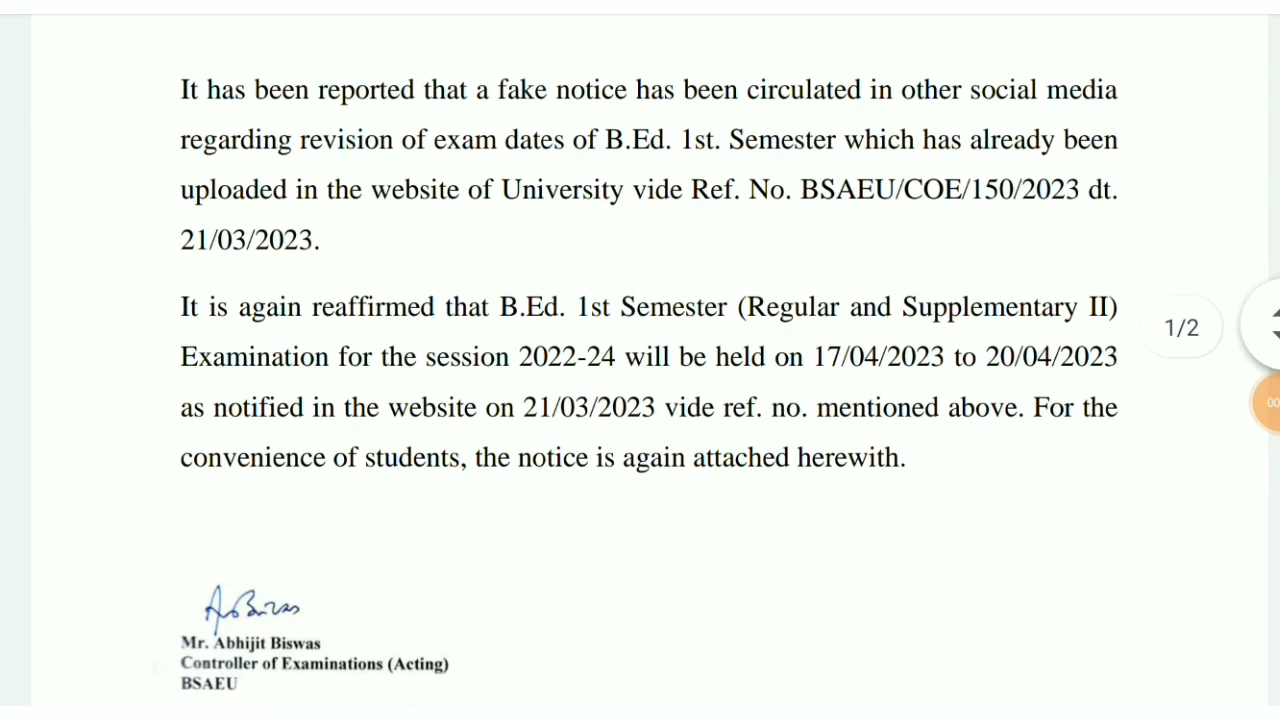 It has been reported that a fake notice has been circulated in other social media
regarding revision of exam dates of B.Ed. 1st. Semester which has already been
uploaded in the website of University vide Ref. No. BSAEU/COE/150/2023 dt.
21/03/2023.
It is again reaffirmed that B.Ed. 1st Semester (Regular and Supplementary II)
Examination for the session 2022-24 will be held on 17/04/2023 to 20/04/2023
as notified in the website on 21/03/2023 vide ref. no. mentioned above. For the
convenience of students, the notice is again attached herewith.
1/2
00
Mr. Abhijit Biswas
Controller of Examinations (Acting)
BSAEU